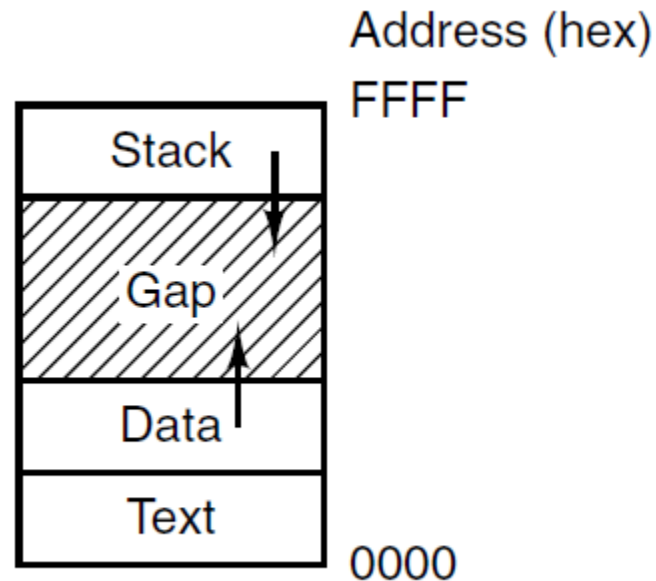 Address (hex)
FFFF
Stack
Gap
Data
Text
0000